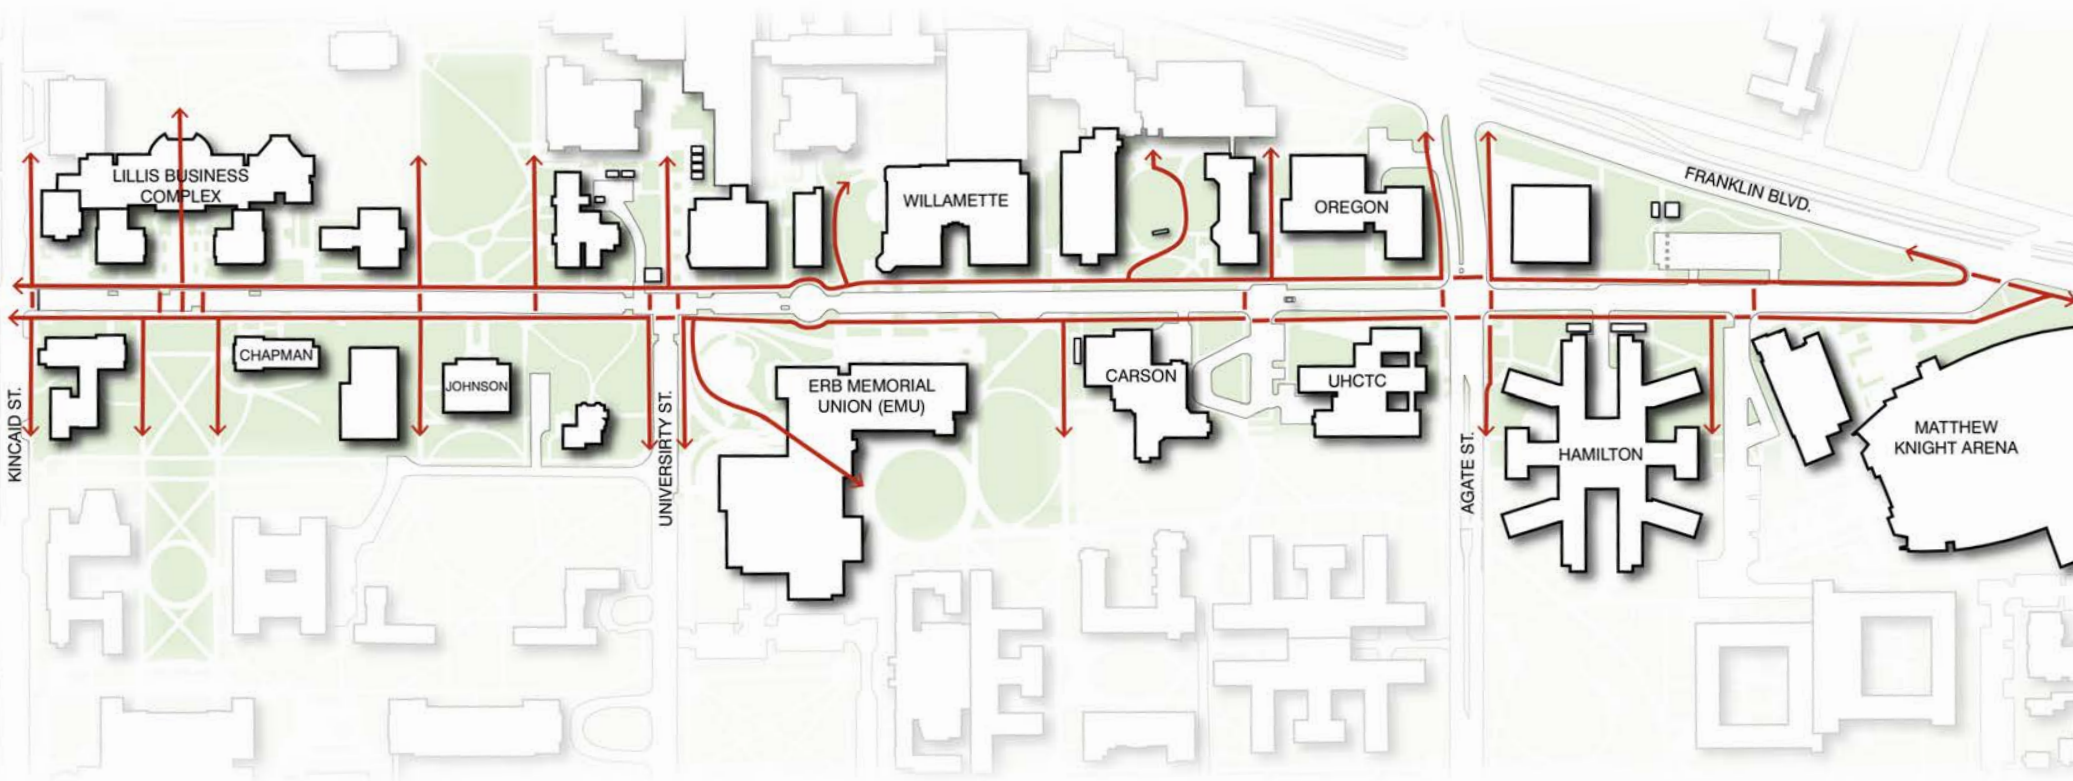 LILLIS BUSINESS
COMPLEX
WILLAMETTE
OREGON
FRANKLIN BLVD.
CHAPMAN
JOHNSON
ERB MEMORIAL
UNION (EMU)
CARSON
UHCTC
HAMILTON
MATTHEW
KNIGHT ARENA
KINCAID ST.
UNIVERSIRTY ST.
AGATE ST.